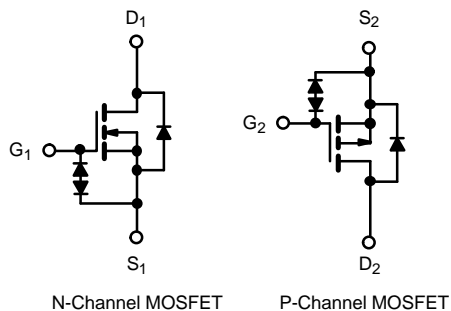 D1
S2
G1
G2
S1
D2
N-Channel MOSFET
P-Channel MOSFET